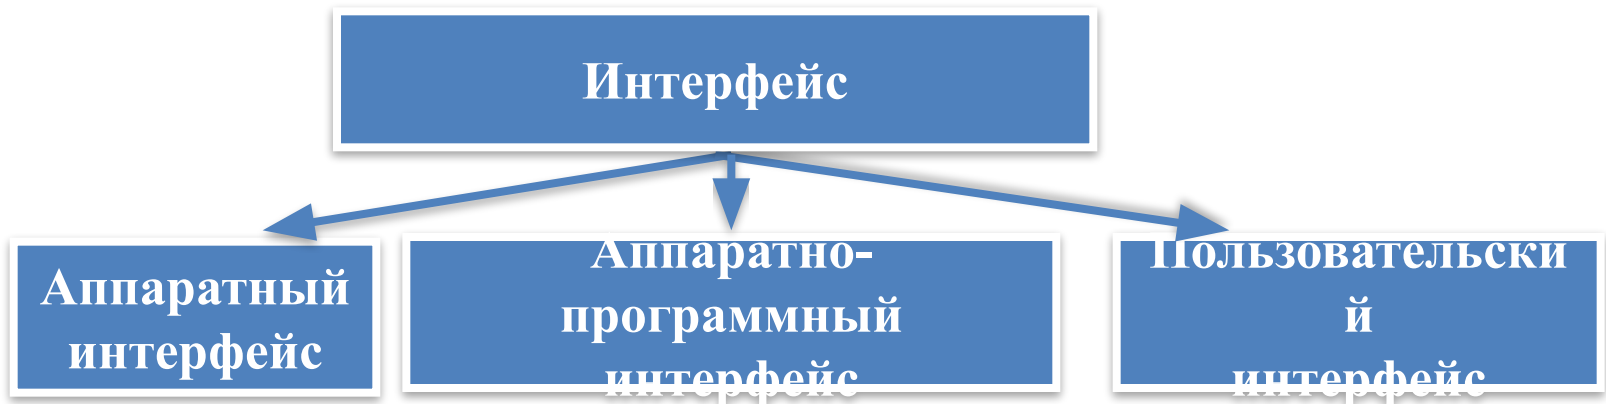 Интерфейс
Аппаратный
интерфейс
Аппаратно-
программный
интерфейс
Пользовательски
й
интерфейс